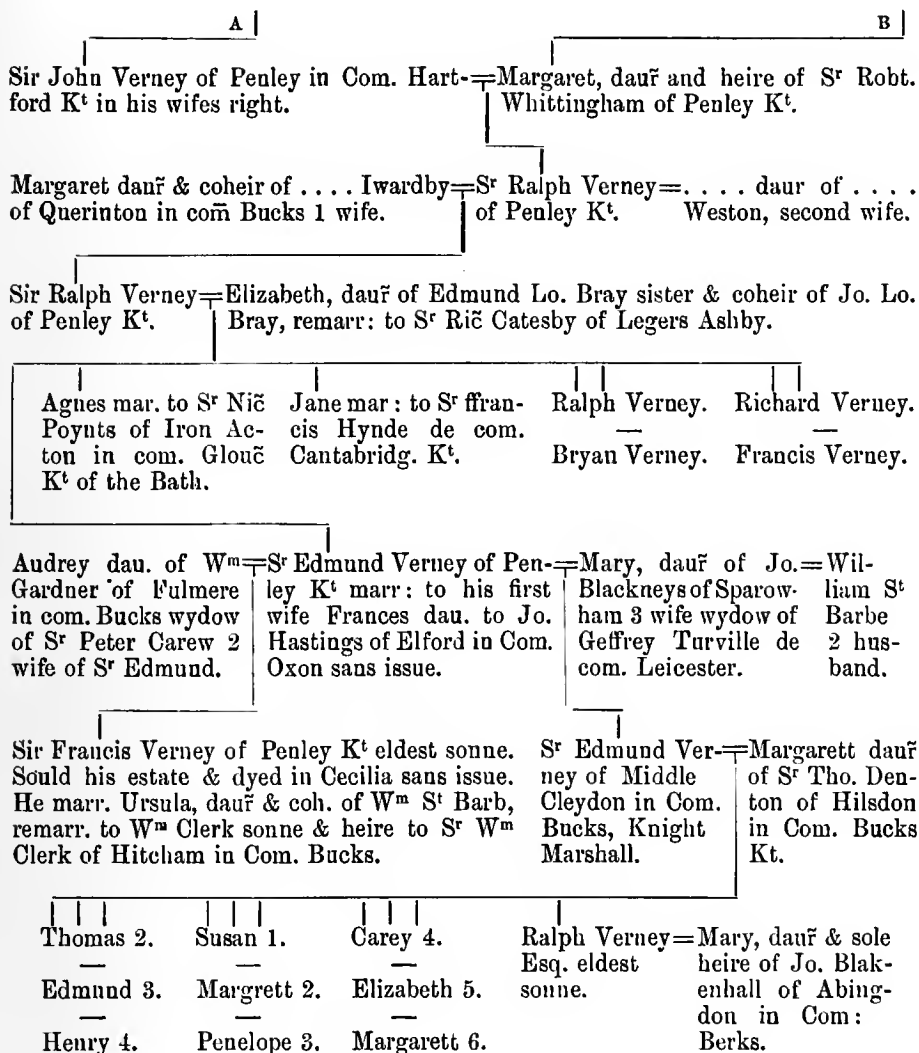 A
B
Sir John Verney of Penley in Com. Hart-
ford Kᵗ in his wifes right.
Margaret, daur̃ and heire of Sʳ Robt.
Whittingham of Penley Kᵗ.
Margaret daur̃ & coheir of .... Iwardby
of Querinton in com̃ Bucks 1 wife.
Sʳ Ralph Verney
of Penley Kᵗ.
.... daur of ....
Weston, second wife.
Sir Ralph Verney
of Penley Kᵗ.
Elizabeth, daur̃ of Edmund Lo. Bray sister & coheir of Jo. Lo.
Bray, remarr: to Sʳ Ric̃ Catesby of Legers Ashby.
Agnes mar. to Sʳ Nic̃
Poynts of Iron Ac-
ton in com. Glouc̃
Kᵗ of the Bath.
Jane mar: to Sʳ ffran-
cis Hynde de com.
Cantabridg. Kᵗ.
Ralph Verney.
—
Bryan Verney.
Richard Verney.
—
Francis Verney.
Audrey dau. of Wᵐ
Gardner of Fulmere
in com. Bucks wydow
of Sʳ Peter Carew 2
wife of Sʳ Edmund.
Sʳ Edmund Verney of Pen-
ley Kᵗ marr: to his first
wife Frances dau. to Jo.
Hastings of Elford in Com.
Oxon sans issue.
Mary, daur̃ of Jo.
Blackneys of Sparow-
ham 3 wife wydow of
Geffrey Turville de
com. Leicester.
Wil-
liam Sᵗ
Barbe
2 hus-
band.
Sir Francis Verney of Penley Kᵗ eldest sonne.
Sould his estate & dyed in Cecilia sans issue.
He marr. Ursula, daur̃ & coh. of Wᵐ Sᵗ Barb,
remarr. to Wᵐ Clerk sonne & heire to Sʳ Wᵐ
Clerk of Hitcham in Com. Bucks.
Sʳ Edmund Ver-
ney of Middle
Cleydon in Com.
Bucks, Knight
Marshall.
Margarett daur̃
of Sʳ Tho. Den-
ton of Hilsdon
in Com. Bucks
Kt.
Thomas 2.
—
Edmund 3.
—
Henry 4.
Susan 1.
—
Margrett 2.
—
Penelope 3.
Carey 4.
—
Elizabeth 5.
—
Margarett 6.
Ralph Verney
Esq. eldest
sonne.
Mary, daur̃ & sole
heire of Jo. Blak-
enhall of Abing-
don in Com:
Berks.